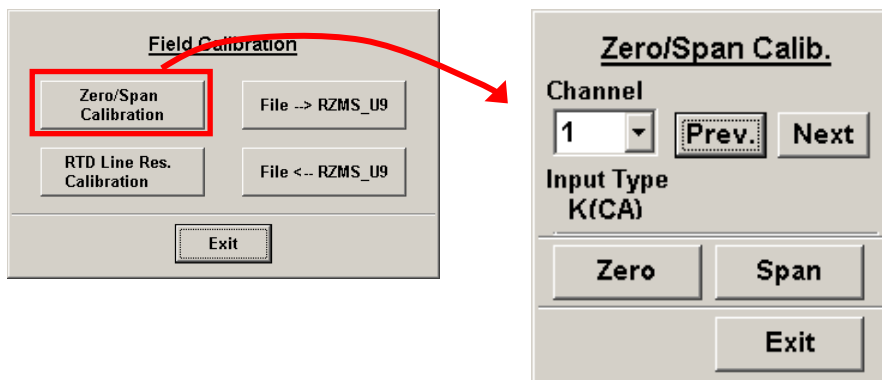 Field Calibration
Zero/Span
Calibration
File --> RZMS_U9
RTD Line Res.
Calibration
File <-- RZMS_U9
Exit
Zero/Span Calib.
Channel
1
Prev.
Next
Input Type
K(CA)
Zero
Span
Exit